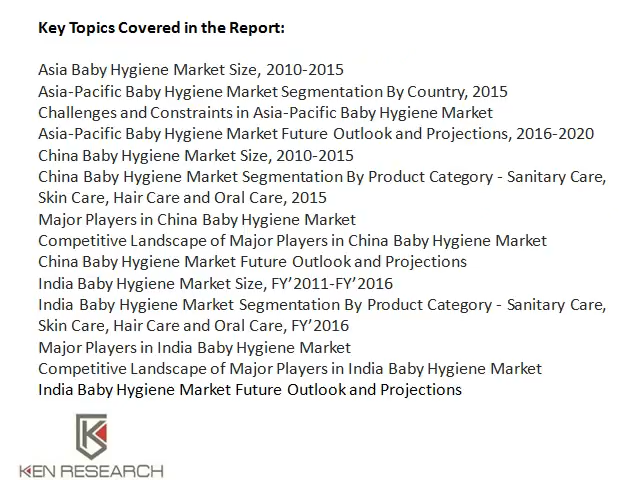 Key Topics Covered in the Report:
Asia Baby Hygiene Market Size, 2010-2015
Asia-Pacific Baby Hygiene Market Segmentation By Country, 2015
Challenges and Constraints in Asia-Pacific Baby Hygiene Market
Asia-Pacific Baby Hygiene Market Future Outlook and Projections, 2016-2020
China Baby Hygiene Market Size, 2010-2015
China Baby Hygiene Market Segmentation By Product Category - Sanitary Care,
Skin Care, Hair Care and Oral Care, 2015
Major Players in China Baby Hygiene Market
Competitive Landscape of Major Players in China Baby Hygiene Market
China Baby Hygiene Market Future Outlook and Projections
India Baby Hygiene Market Size, FY’2011-FY’2016
India Baby Hygiene Market Segmentation By Product Category - Sanitary Care,
Skin Care, Hair Care and Oral Care, FY’2016
Major Players in India Baby Hygiene Market
Competitive Landscape of Major Players in India Baby Hygiene Market
India Baby Hygiene Market Future Outlook and Projections
KEN RESEARCH